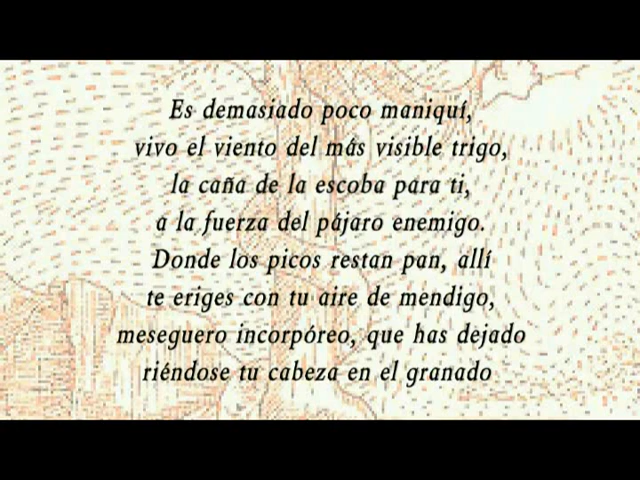 Es demasiado poco maniquí,
vivo el viento del más visible trigo,
la caña de la escoba para ti,
a la fuerza del pájaro enemigo.
Donde los picos restan pan, allí
te eriges con tu aire de mendigo,
meseguero incorpóreo, que has dejado
riéndose tu cabeza en el granado